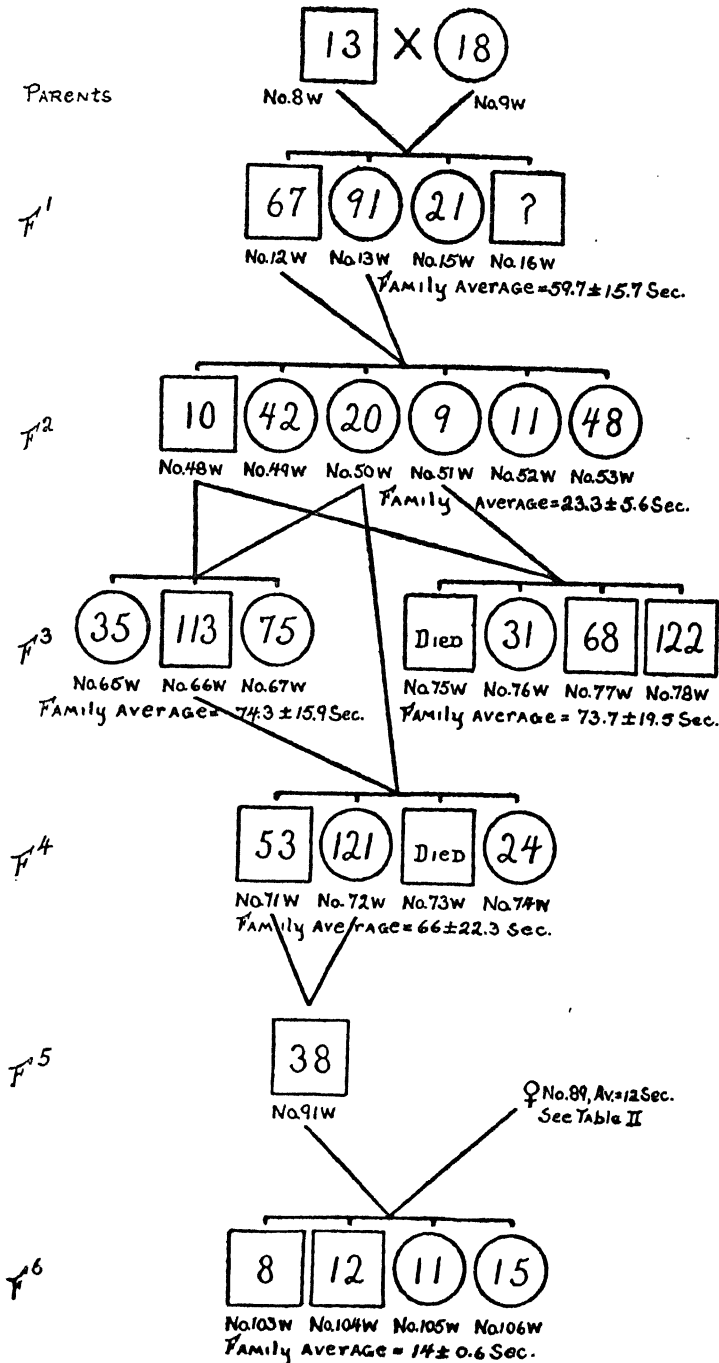 13 X 18
Parents
No.8W No.9W
67 91 21 ?
F1
No.12W No.13W No.15W No.16W
Family Average=59.7±15.7 Sec.
10 42 20 9 11 48
F2
No.48W No.49W No.50W No.51W No.52W No.53W
Family Average=23.3±5.6 Sec.
35 113 75 Died 31 68 122
F3
No.65W No.66W No.67W No.75W No.76W No.77W No.78W
Family Average= 74.3±15.9 Sec. Family Average= 73.7±19.5 Sec.
53 121 Died 24
F4
No.71W No.72W No.73W No.74W
Family Average=66±22.3 Sec.
38
F5
♀ No.89, Av.=12 Sec.
See Table II
No.91W
8 12 11 15
F6
No.103W No.104W No.105W No.106W
Family Average = 14±0.6 Sec.